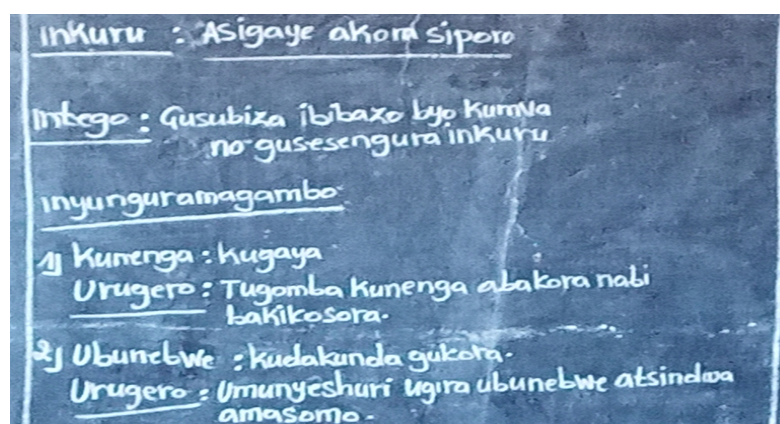 Inkuru : Asigaye akora siporo
Intego : Gusubiza ibibazo byo kumva
no gusesengura inkuru
inyunguramagambo
1) Kunenga : kugaya
Urugero : Tugomba kunenga abakora nabi
bakikosora.
2) Ubunebwe : kudakunda gukora.
Urugero : Umunyeshuri ugira ubunebwe atsindwa
amasomo.